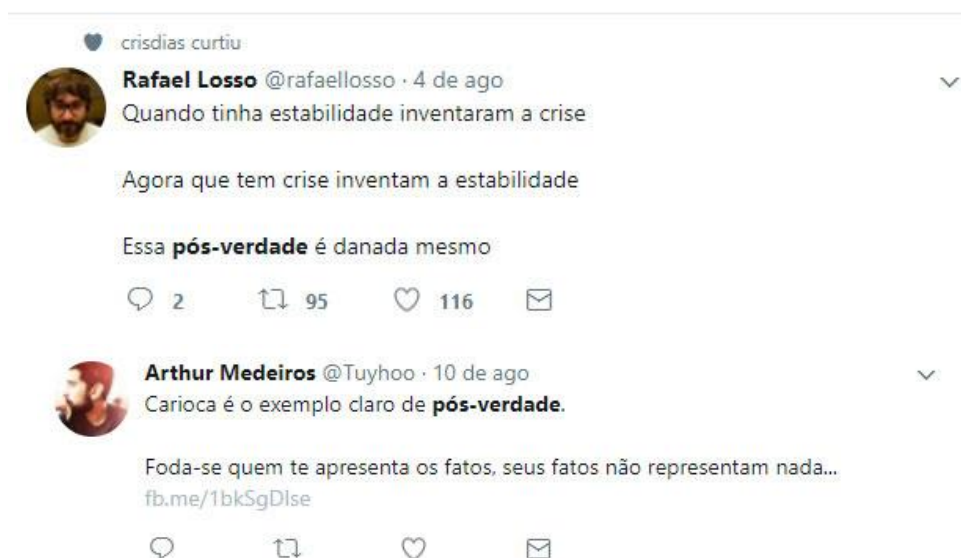 crisdias curtiu
Rafael Losso @rafaellosso · 4 de ago
Quando tinha estabilidade inventaram a crise
Agora que tem crise inventam a estabilidade
Essa pós-verdade é danada mesmo
2 95 116
Arthur Medeiros @Tuyhoo · 10 de ago
Carioca é o exemplo claro de pós-verdade.
Foda-se quem te apresenta os fatos, seus fatos não representam nada...
fb.me/1bkSgDlse